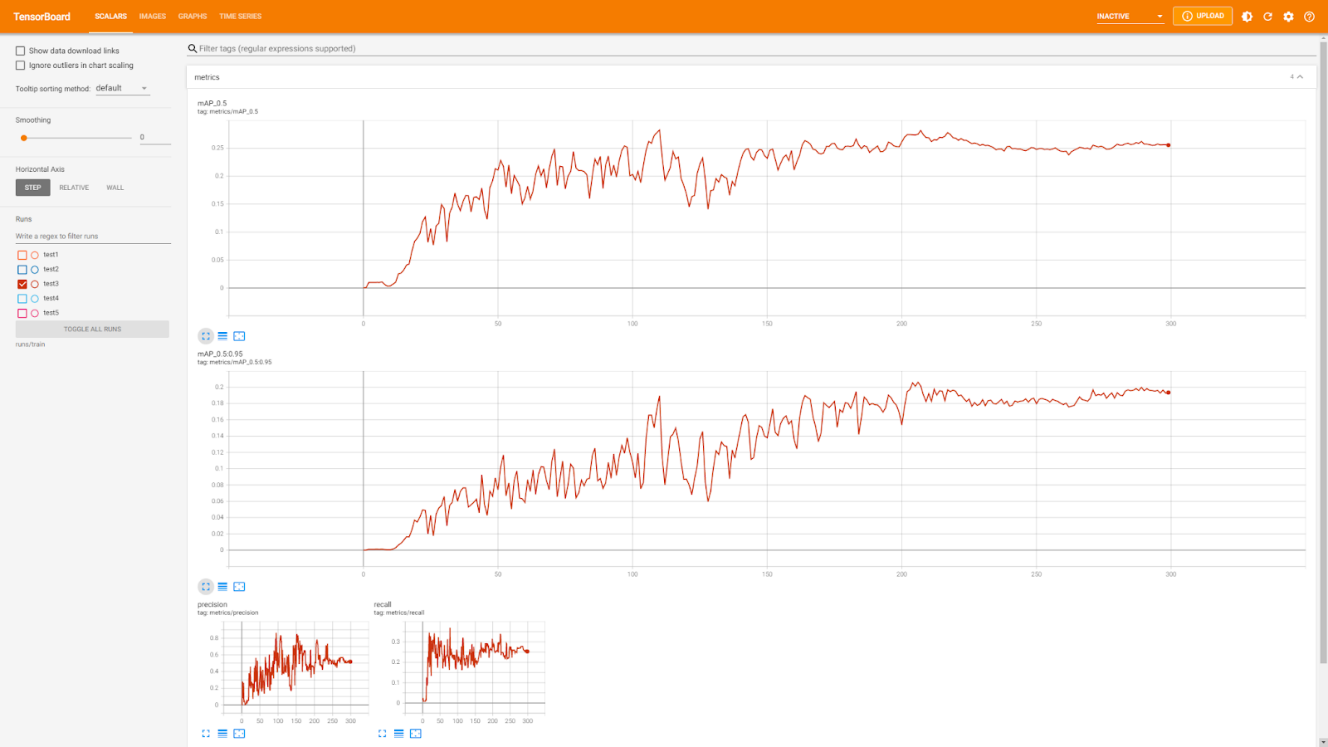 TensorBoard SCALARS IMAGES GRAPHS TIME SERIES INACTIVE UPLOAD
Show data download links
Ignore outliers in chart scaling
Tooltip sorting method: default
Smoothing
0
Horizontal Axis
STEP RELATIVE WALL
Runs
Write a regex to filter runs
test1
test2
test3
test4
test5
TOGGLE ALL RUNS
runs/train
Filter tags (regular expressions supported)
metrics 4
mAP_0.5
tag: metrics/mAP_0.5
0.25
0.2
0.15
0.1
0.05
0
0 50 100 150 200 250 300
mAP_0.5:0.95
tag: metrics/mAP_0.5:0.95
0.2
0.18
0.16
0.14
0.12
0.1
0.08
0.06
0.04
0.02
0
0 50 100 150 200 250 300
precision
tag: metrics/precision
0.8
0.6
0.4
0.2
0
0 50 100 150 200 250 300
recall
tag: metrics/recall
0.3
0.2
0.1
0
0 50 100 150 200 250 300